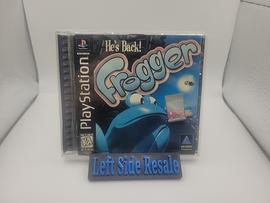 He's Back!
Frogger
PlayStation
Left Side Resale